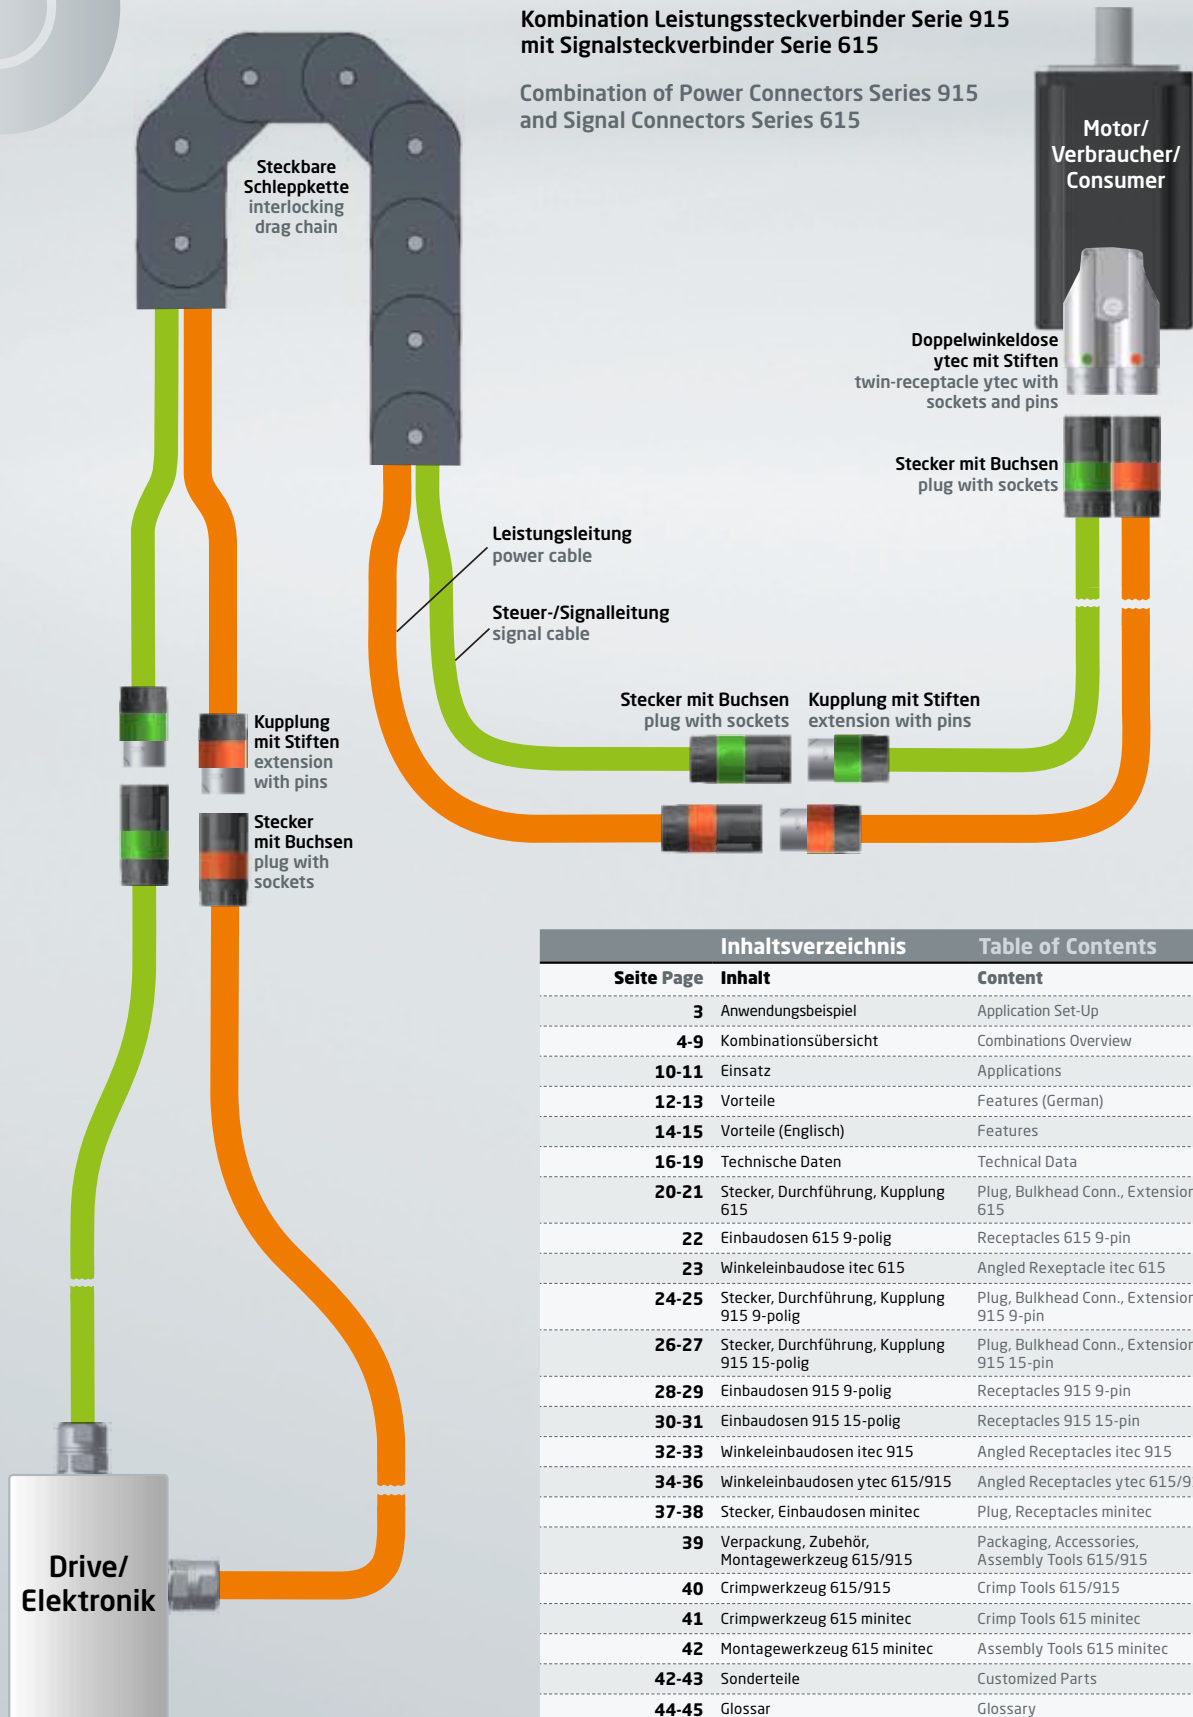 Kombination Leistungssteckverbinder Serie 915
mit Signalsteckverbinder Serie 615
Combination of Power Connectors Series 915
and Signal Connectors Series 615
Motor/
Verbraucher/
Consumer
Steckbare
Schleppkette
interlocking
drag chain
Doppelwinkeldose
ytec mit Stiften
twin-receptacle ytec with
sockets and pins
Stecker mit Buchsen
plug with sockets
Leistungsleitung
power cable
Steuer-/Signalleitung
signal cable
Stecker mit Buchsen
plug with sockets
Kupplung mit Stiften
extension with pins
Kupplung
mit Stiften
extension
with pins
Stecker
mit Buchsen
plug with
sockets
Drive/
Elektronik
Inhaltsverzeichnis Table of Contents
Seite Page Inhalt Content
3 Anwendungsbeispiel Application Set-Up
4-9 Kombinationsübersicht Combinations Overview
10-11 Einsatz Applications
12-13 Vorteile Features (German)
14-15 Vorteile (Englisch) Features
16-19 Technische Daten Technical Data
20-21 Stecker, Durchführung, Kupplung Plug, Bulkhead Conn., Extension
615 615
22 Einbaudosen 615 9-polig Receptacles 615 9-pin
23 Winkeleinbaudose itec 615 Angled Rexeptacle itec 615
24-25 Stecker, Durchführung, Kupplung Plug, Bulkhead Conn., Extension
915 9-polig 915 9-pin
26-27 Stecker, Durchführung, Kupplung Plug, Bulkhead Conn., Extension
915 15-polig 915 15-pin
28-29 Einbaudosen 915 9-polig Receptacles 915 9-pin
30-31 Einbaudosen 915 15-polig Receptacles 915 15-pin
32-33 Winkeleinbaudosen itec 915 Angled Receptacles itec 915
34-36 Winkeleinbaudosen ytec 615/915 Angled Receptacles ytec 615/9
37-38 Stecker, Einbaudosen minitec Plug, Receptacles minitec
39 Verpackung, Zubehör, Packaging, Accessories,
Montagewerkzeug 615/915 Assembly Tools 615/915
40 Crimpwerkzeug 615/915 Crimp Tools 615/915
41 Crimpwerkzeug 615 minitec Crimp Tools 615 minitec
42 Montagewerkzeug 615 minitec Assembly Tools 615 minitec
42-43 Sonderteile Customized Parts
44-45 Glossar Glossary